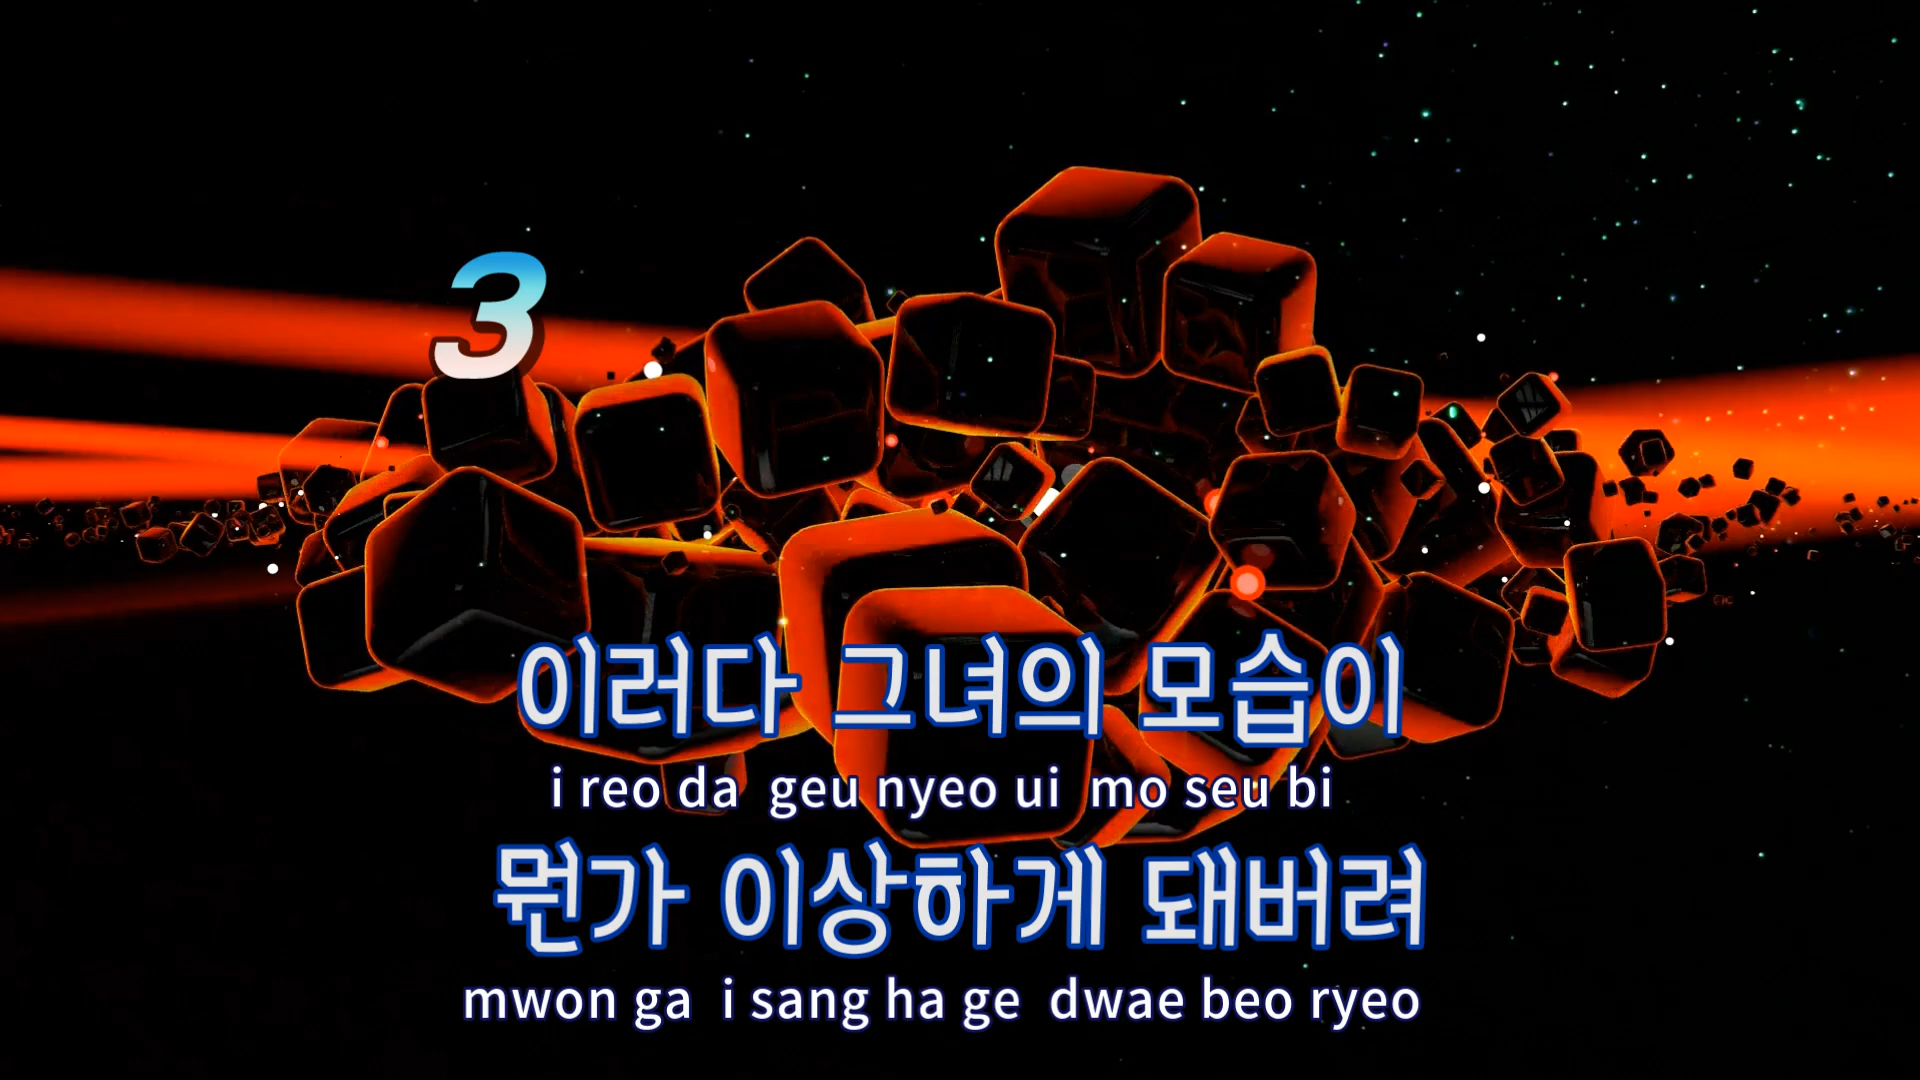 3
이러다 그녀의 모습이
i reo da geu nyeo ui mo seu bi
뭔가 이상하게 돼버려
mwon ga i sang ha ge dwae beo ryeo